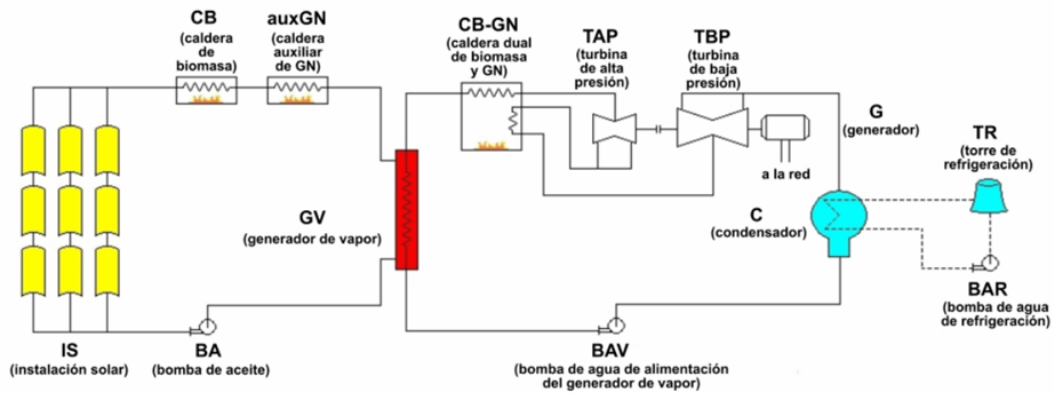 CB
(caldera
de
biomasa)
auxGN
(caldera
auxiliar
de GN)
CB-GN
(caldera dual
de biomasa
y GN)
TAP
(turbina
de alta
presión)
TBP
(turbina
de baja
presión)
G
(generador)
a la red
TR
(torre de
refrigeración)
GV
(generador de vapor)
C
(condensador)
BAR
(bomba de agua
de refrigeración)
IS
(instalación solar)
BA
(bomba de aceite)
BAV
(bomba de agua de alimentación
del generador de vapor)